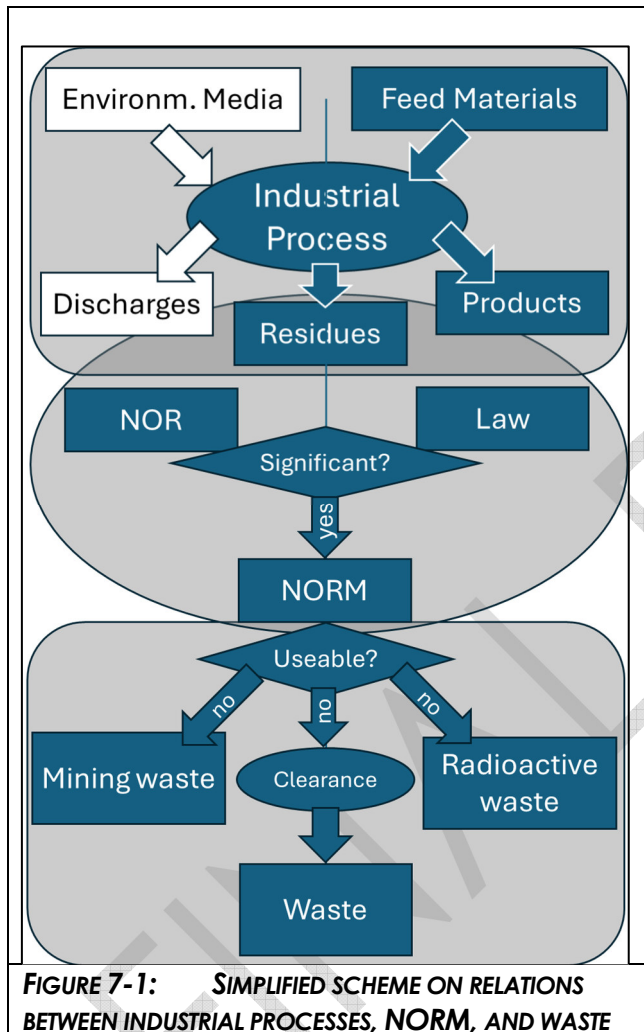 Environm. Media
Feed Materials
Industrial
Process
Discharges
Residues
Products
NOR
Law
Significant?
yes
NORM
Useable?
no
no
no
Mining waste
Clearance
Radioactive
waste
Waste
FINAL
FIGURE 7-1: SIMPLIFIED SCHEME ON RELATIONS
BETWEEN INDUSTRIAL PROCESSES, NORM, AND WASTE